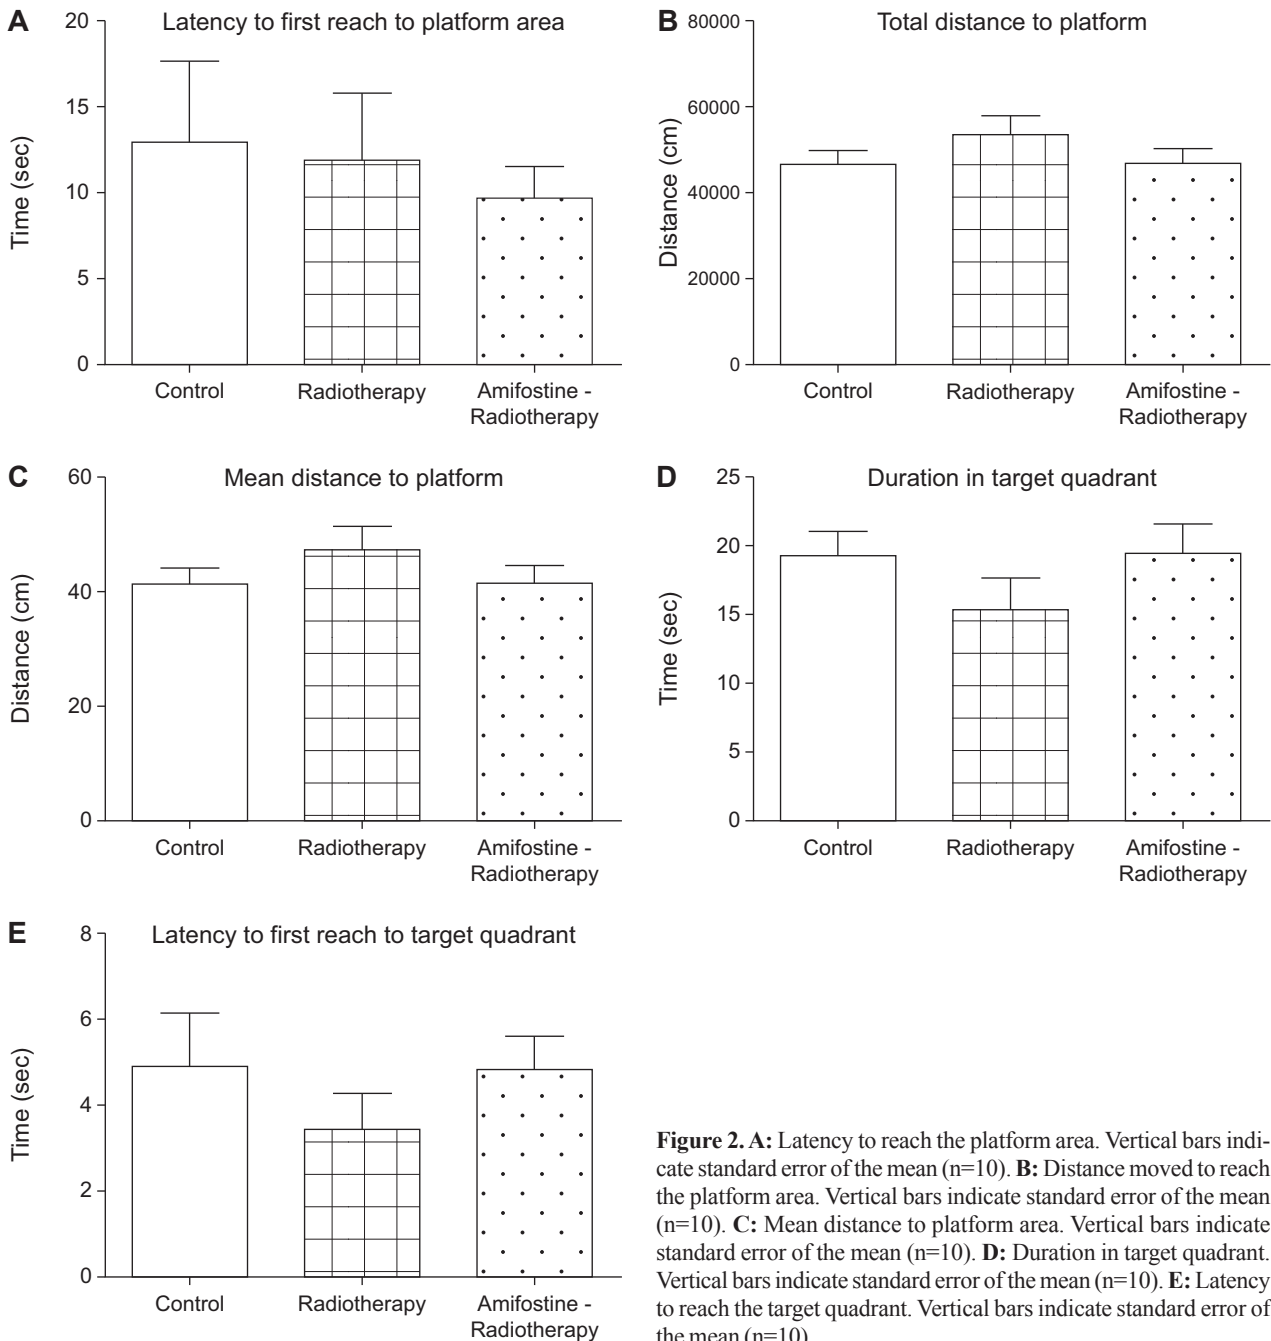 A
Latency to first reach to platform area
20
15
10
5
0
Time (sec)
Control
Radiotherapy
Amifostine -
Radiotherapy
B
Total distance to platform
80000
60000
40000
20000
0
Distance (cm)
Control
Radiotherapy
Amifostine -
Radiotherapy
C
Mean distance to platform
60
40
20
0
Distance (cm)
Control
Radiotherapy
Amifostine -
Radiotherapy
D
Duration in target quadrant
25
20
15
10
5
0
Time (sec)
Control
Radiotherapy
Amifostine -
Radiotherapy
E
Latency to first reach to target quadrant
8
6
4
2
0
Time (sec)
Control
Radiotherapy
Amifostine -
Radiotherapy
Figure 2. A: Latency to reach the platform area. Vertical bars indi-
cate standard error of the mean (n=10). B: Distance moved to reach
the platform area. Vertical bars indicate standard error of the mean
(n=10). C: Mean distance to platform area. Vertical bars indicate
standard error of the mean (n=10). D: Duration in target quadrant.
Vertical bars indicate standard error of the mean (n=10). E: Latency
to reach the target quadrant. Vertical bars indicate standard error of
the mean (n=10)